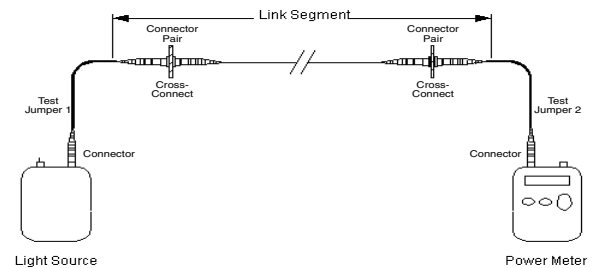 Link Segment
Connector
Pair
Cross-
Connect
Connector
Pair
Cross-
Connect
Test
Jumper 1
Test
Jumper 2
Connector
Connector
Light Source
Power Meter